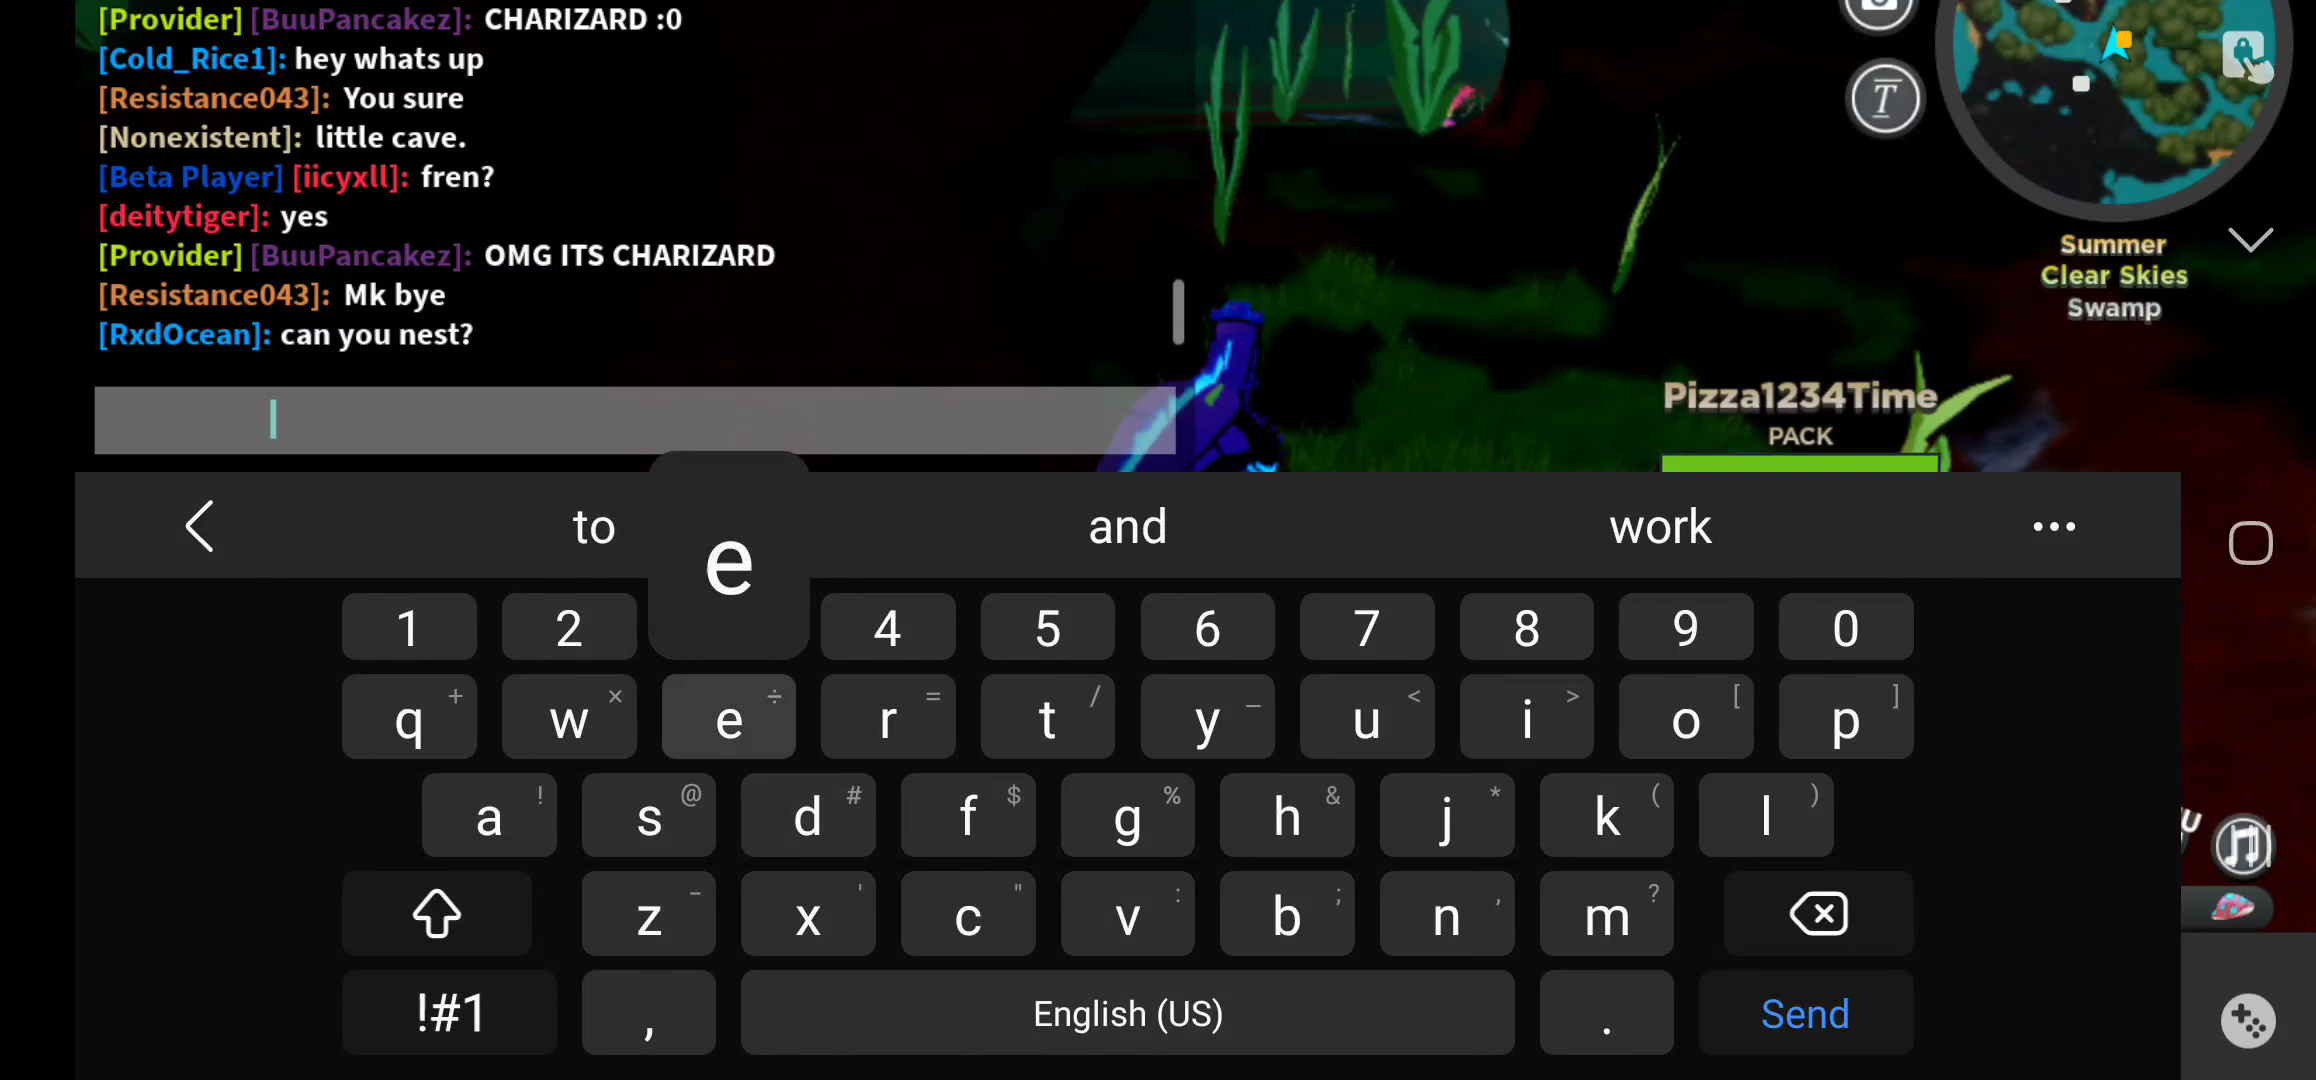 [Provider] [BuuPancakez]: CHARIZARD :0
[Cold_Rice1]: hey whats up
[Resistance043]: You sure
[Nonexistent]: little cave.
[Beta Player] [iicyxll]: fren?
[deitytiger]: yes
[Provider] [BuuPancakez]: OMG ITS CHARIZARD
[Resistance043]: Mk bye
[RxdOcean]: can you nest?
T
Summer
Clear Skies
Swamp
Pizza1234Time
PACK
to e and work ...
1 2 4 5 6 7 8 9 0
q + w × e ÷ r = t / y _ u < i > o [ p ]
a ! s @ d # f $ g % h & j * k ( l )
z - x ' c " v : b ; n , m ?
!#1 , English (US) . Send
U